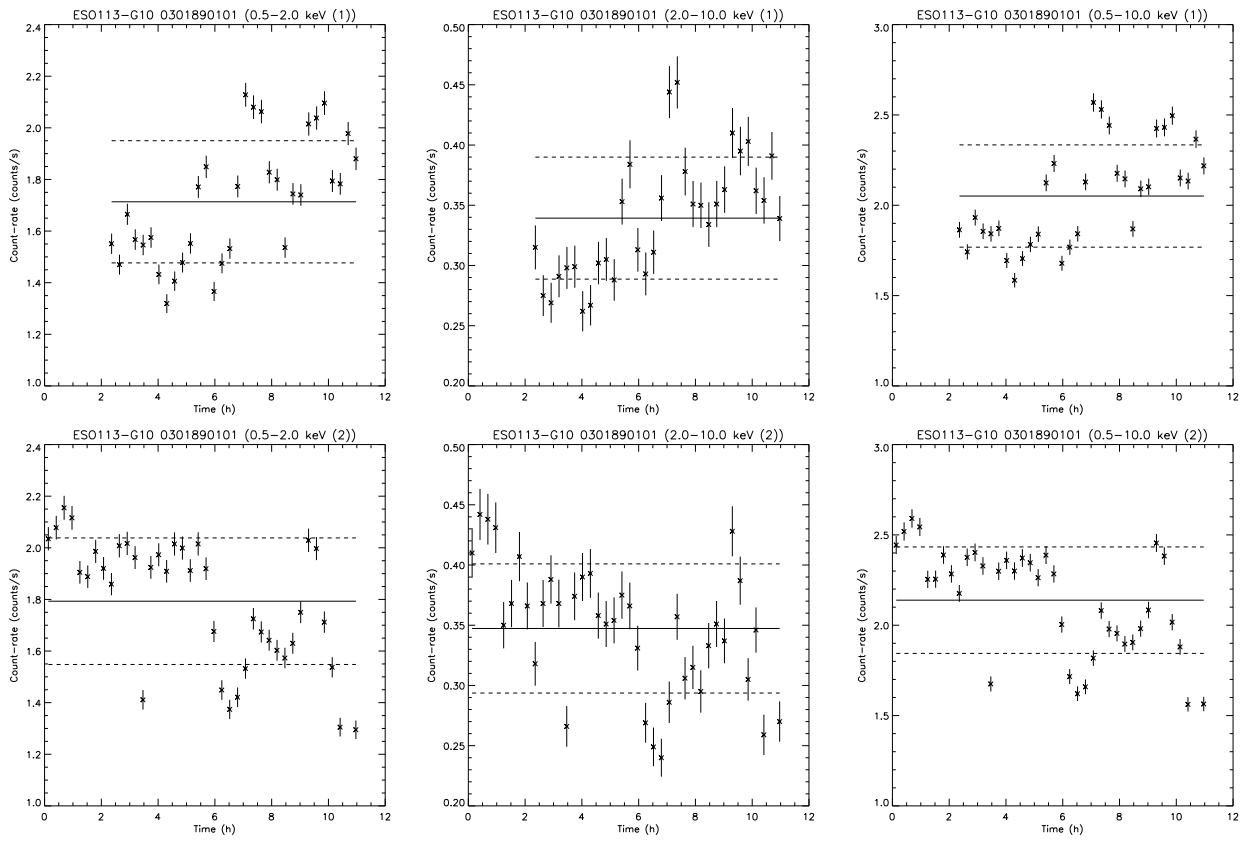 ESO113-G10 0301890101 (0.5-2.0 keV (1))
2.4
2.2
2.0
1.8
1.6
1.4
1.2
1.0
Count-rate (counts/s)
0 2 4 6 8 10 12
Time (h)
ESO113-G10 0301890101 (2.0-10.0 keV (1))
0.50
0.45
0.40
0.35
0.30
0.25
0.20
Count-rate (counts/s)
0 2 4 6 8 10 12
Time (h)
ESO113-G10 0301890101 (0.5-10.0 keV (1))
3.0
2.5
2.0
1.5
1.0
Count-rate (counts/s)
0 2 4 6 8 10 12
Time (h)
ESO113-G10 0301890101 (0.5-2.0 keV (2))
2.4
2.2
2.0
1.8
1.6
1.4
1.2
1.0
Count-rate (counts/s)
0 2 4 6 8 10 12
Time (h)
ESO113-G10 0301890101 (2.0-10.0 keV (2))
0.50
0.45
0.40
0.35
0.30
0.25
0.20
Count-rate (counts/s)
0 2 4 6 8 10 12
Time (h)
ESO113-G10 0301890101 (0.5-10.0 keV (2))
3.0
2.5
2.0
1.5
1.0
Count-rate (counts/s)
0 2 4 6 8 10 12
Time (h)